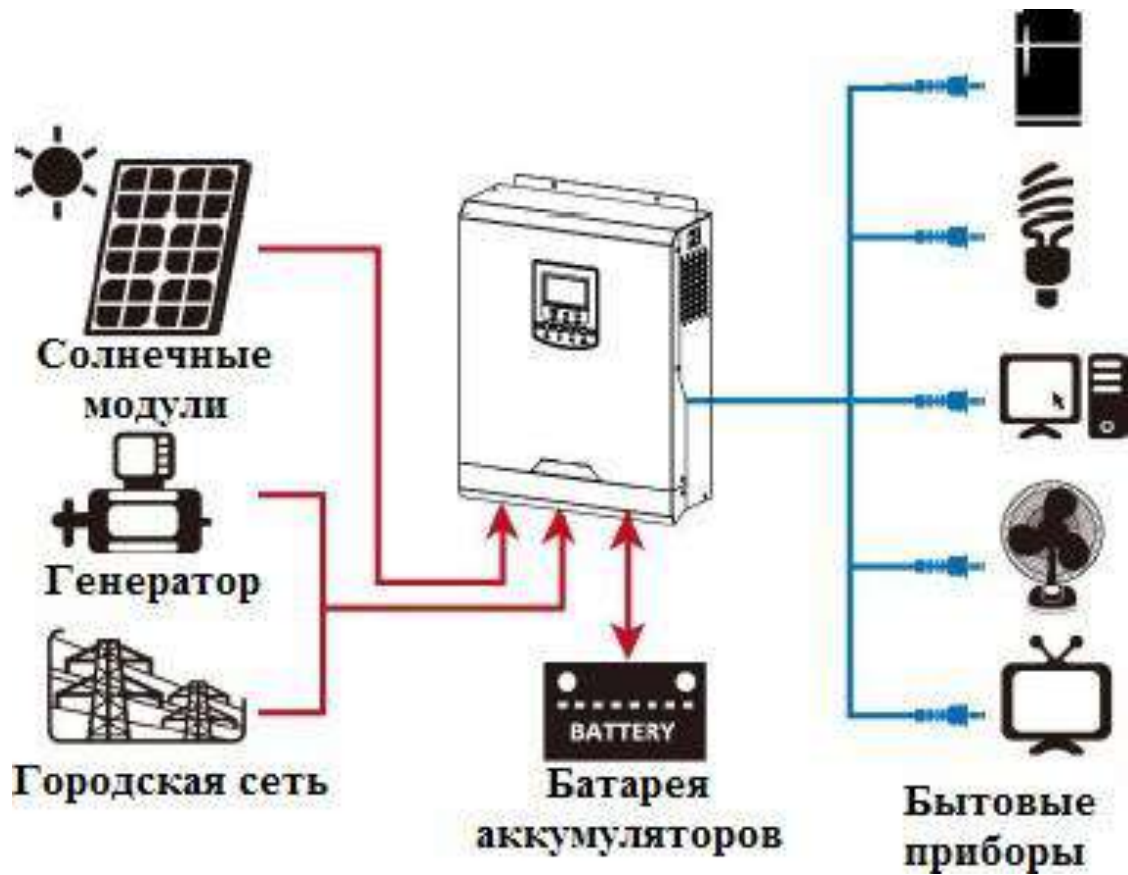 Солнечные
модули
Генератор
Городская сеть
BATTERY
Батарея
аккумуляторов
Бытовые
приборы